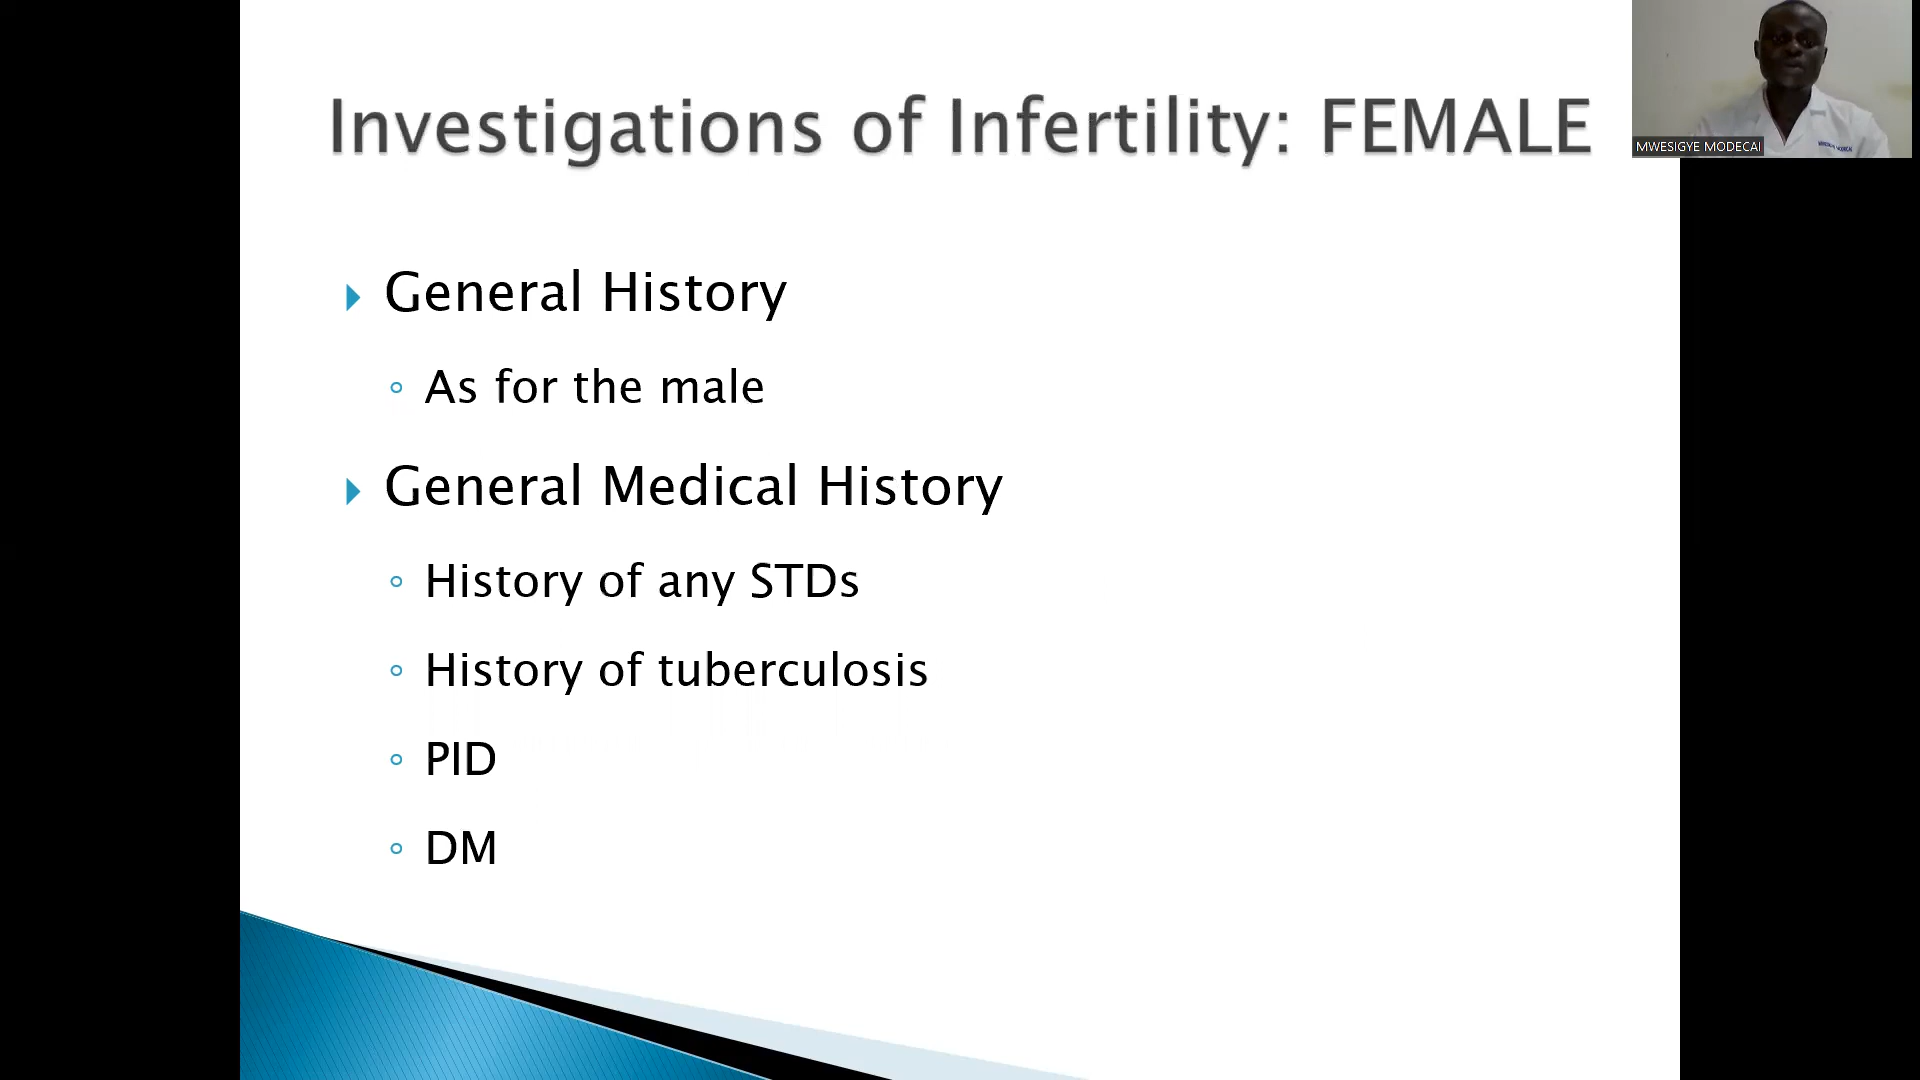 Investigations of Infertility: FEMALE
MWESIGYE MODECAI
General History
As for the male
General Medical History
History of any STDs
History of tuberculosis
PID
DM